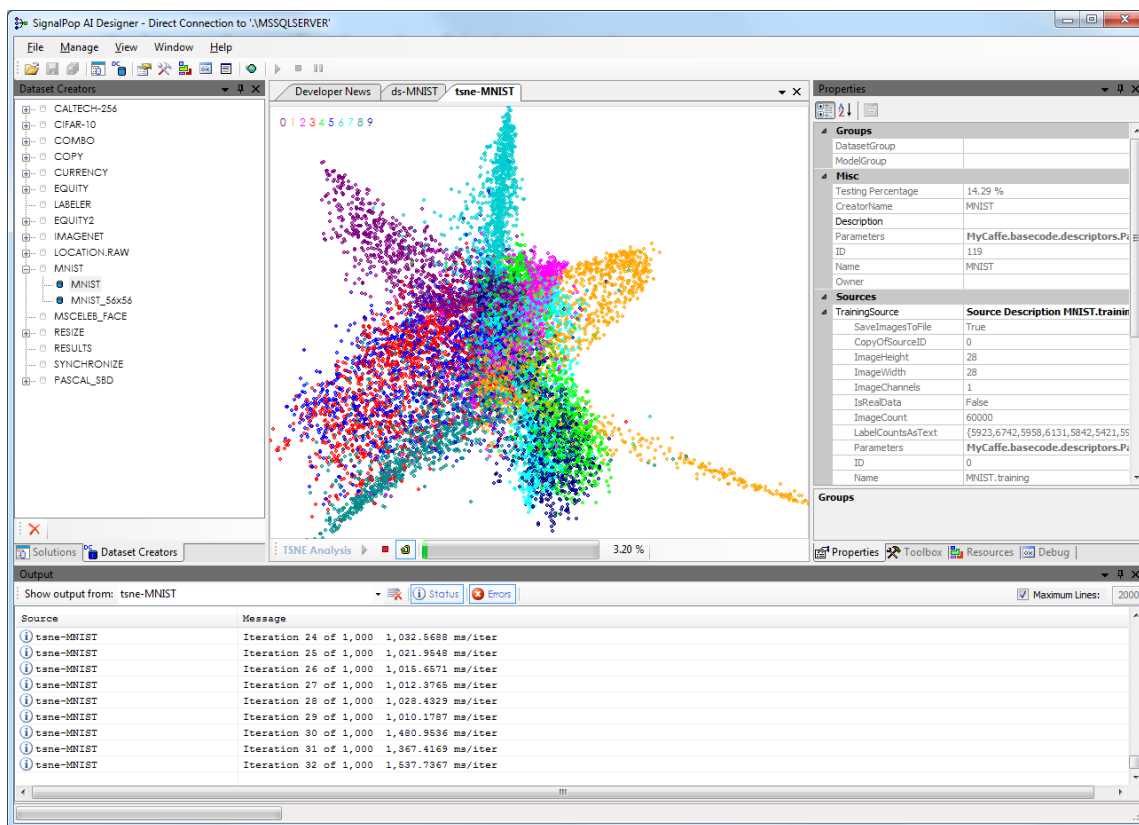 SignalPop AI Designer - Direct Connection to '.\MSSQLSERVER'
File Manage View Window Help
Dataset Creators
CALTECH-256
CIFAR-10
COMBO
COPY
CURRENCY
EQUITY
LABELER
EQUITY2
IMAGENET
LOCATION.RAW
MNIST
MNIST
MNIST_56x56
MSCELEB_FACE
RESIZE
RESULTS
SYNCHRONIZE
PASCAL_SBD
Solutions DC Dataset Creators
Developer News ds-MNIST tsne-MNIST
0 1 2 3 4 5 6 7 8 9
TSNE Analysis 3.20 %
Properties
Groups
DatasetGroup
ModelGroup
Misc
Testing Percentage 14.29 %
CreatorName MNIST
Description
Parameters MyCaffe.basecode.descriptors.Pa
ID 119
Name MNIST
Owner
Sources
TrainingSource Source Description MNIST.trainin
SaveImagesToFile True
CopyOfSourceID 0
ImageHeight 28
ImageWidth 28
ImageChannels 1
IsRealData False
ImageCount 60000
LabelCountsAsText {5923,6742,5958,6131,5842,5421,59
Parameters MyCaffe.basecode.descriptors.Pa
ID 0
Name MNIST.training
Groups
Properties Toolbox Resources Debug
Output
Show output from: tsne-MNIST Status Errors Maximum Lines: 2000
Source Message
tsne-MNIST Iteration 24 of 1,000 1,032.5688 ms/iter
tsne-MNIST Iteration 25 of 1,000 1,021.9548 ms/iter
tsne-MNIST Iteration 26 of 1,000 1,015.6571 ms/iter
tsne-MNIST Iteration 27 of 1,000 1,012.3765 ms/iter
tsne-MNIST Iteration 28 of 1,000 1,028.4329 ms/iter
tsne-MNIST Iteration 29 of 1,000 1,010.1787 ms/iter
tsne-MNIST Iteration 30 of 1,000 1,480.9536 ms/iter
tsne-MNIST Iteration 31 of 1,000 1,367.4169 ms/iter
tsne-MNIST Iteration 32 of 1,000 1,537.7367 ms/iter